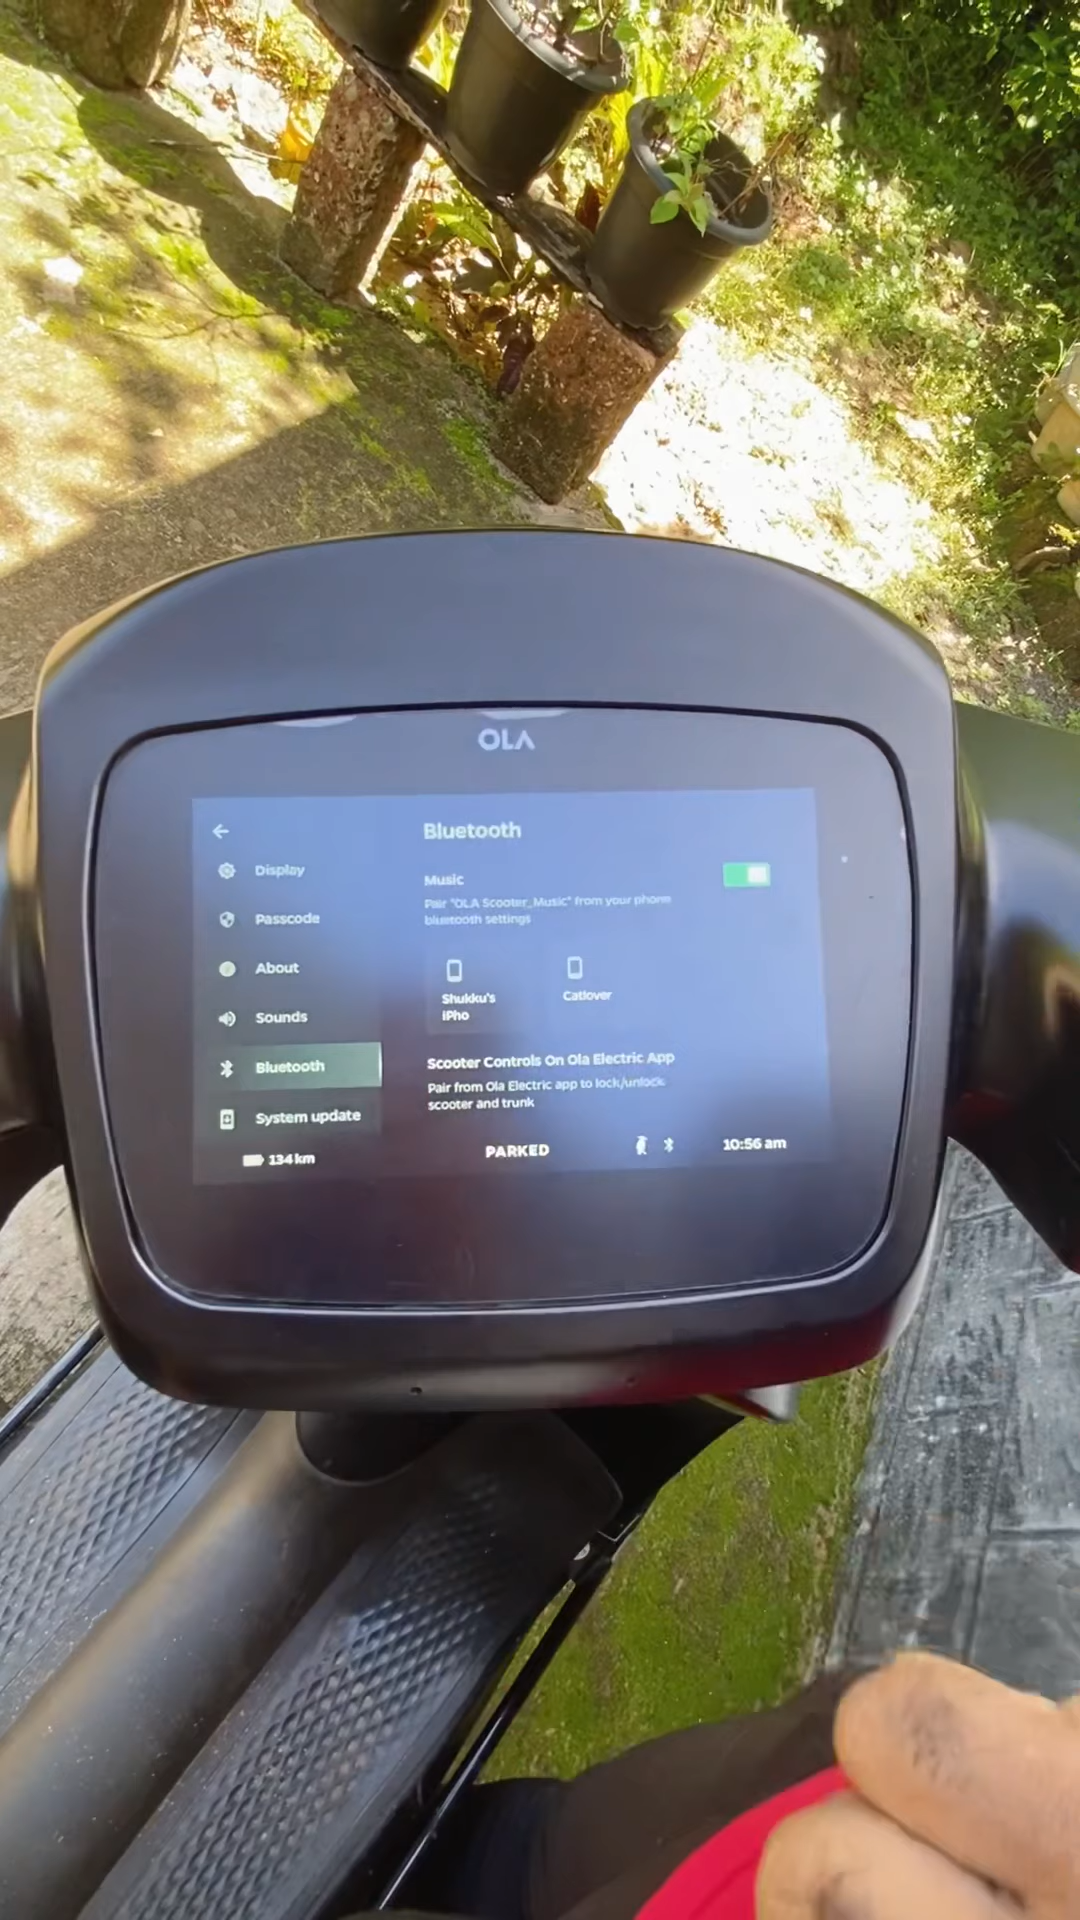 OLA
Bluetooth
Display
Passcode
About
Sounds
Bluetooth
System update
Music
Pair "OLA Scooter_Music" from your phone
bluetooth settings
Shukku's
iPho
Catlover
Scooter Controls On Ola Electric App
Pair from Ola Electric app to lock/unlock
scooter and trunk
134 km
PARKED
10:56 am